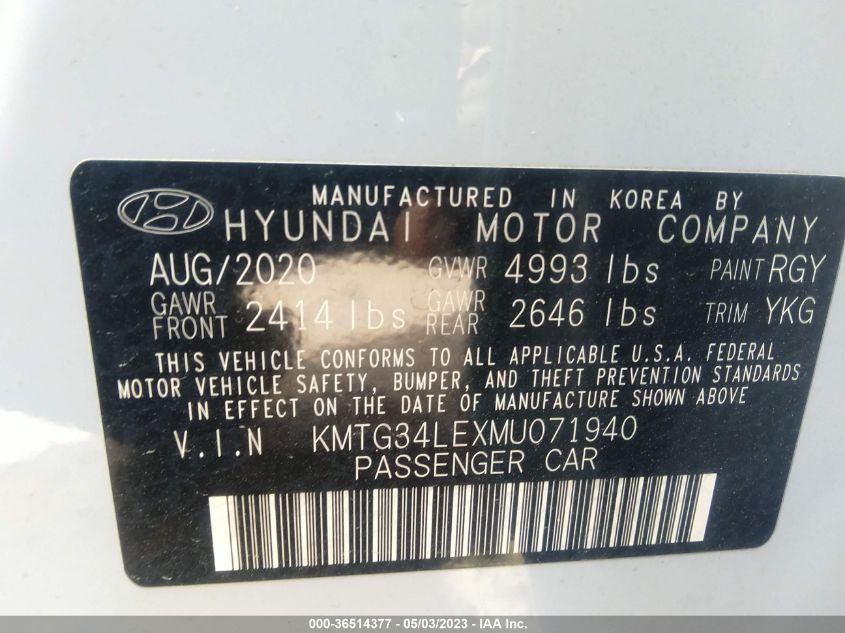 MANUFACTURED IN KOREA BY
HYUNDAI MOTOR COMPANY
AUG/2020 GVWR 4993 lbs PAINT RGY
GAWR FRONT 2414 lbs GAWR REAR 2646 lbs TRIM YKG
THIS VEHICLE CONFORMS TO ALL APPLICABLE U.S.A. FEDERAL
MOTOR VEHICLE SAFETY, BUMPER, AND THEFT PREVENTION STANDARDS
IN EFFECT ON THE DATE OF MANUFACTURE SHOWN ABOVE
V.I.N KMTG34LEXMU071940
PASSENGER CAR
000-36514377 - 05/03/2023 - IAA Inc.